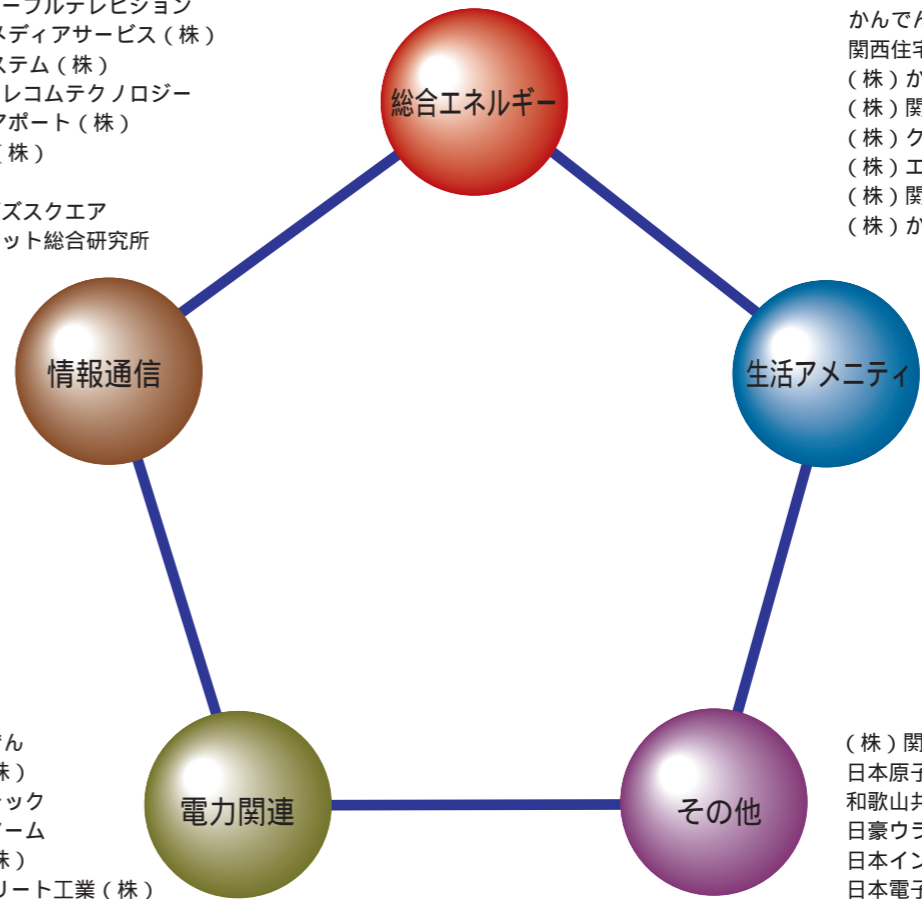 ーブルテレビション
メディアサービス（株）
ステム（株）
レコムテクノロジー
アポート（株）
（株）
ズスクエア
ット総合研究所
総合エネルギー
かんでん
関西住宅
（株）か
（株）関
（株）ク
（株）エ
（株）関
（株）か
情報通信
生活アメニティ
ん
株）
ック
ーム
株）
リート工業（株）
電力関連
その他
（株）関
日本原子
和歌山共
日豪ウラ
日本イン
日本電子